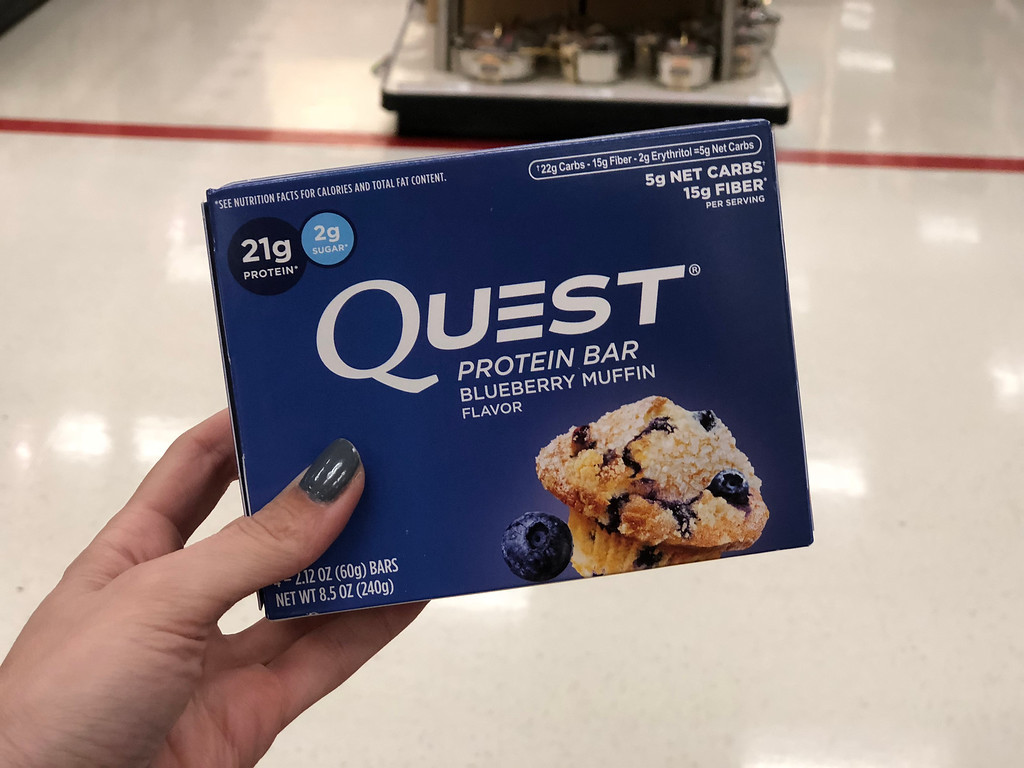 *SEE NUTRITION FACTS FOR CALORIES AND TOTAL FAT CONTENT.
†22g Carbs - 15g Fiber - 2g Erythritol =5g Net Carbs
5g NET CARBS†
15g FIBER*
PER SERVING
21g
PROTEIN*
2g
SUGAR*
QUEST®
PROTEIN BAR
BLUEBERRY MUFFIN
FLAVOR
2.12 OZ (60g) BARS
NET WT 8.5 OZ (240g)